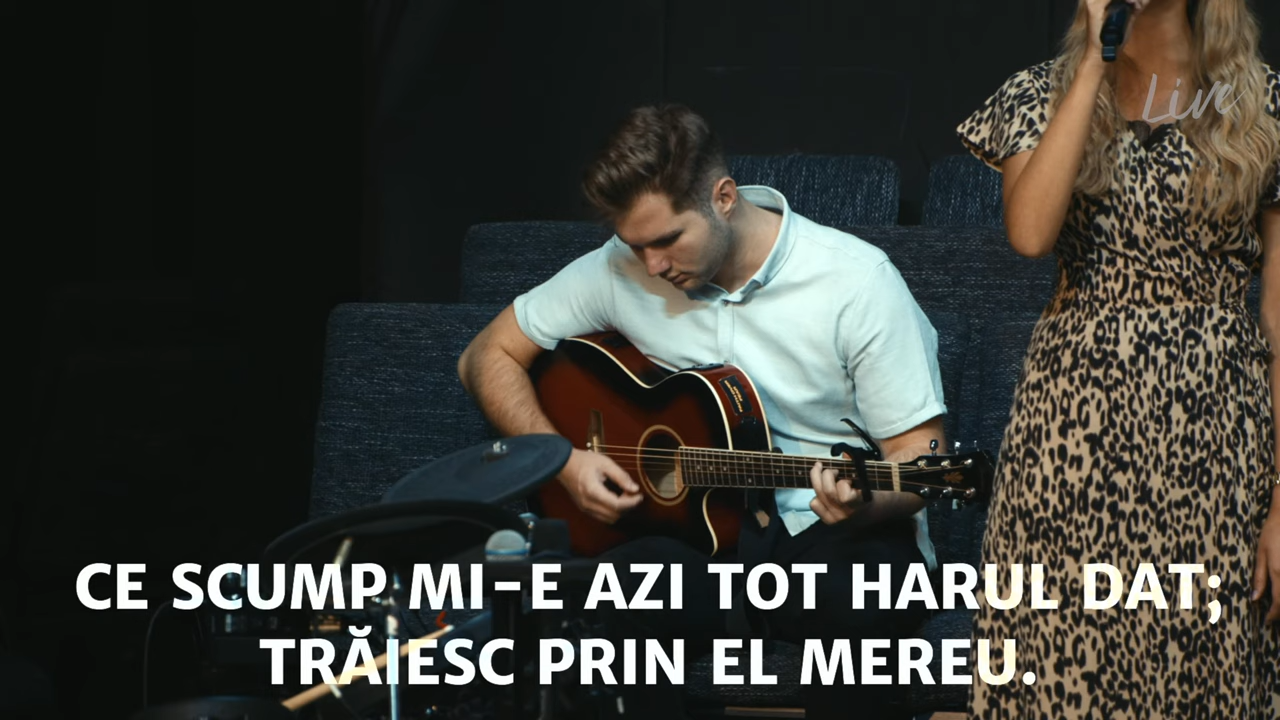 Live
CE SCUMP MI-E AZI TOT HARUL DAT;
TRĂIESC PRIN EL MEREU.